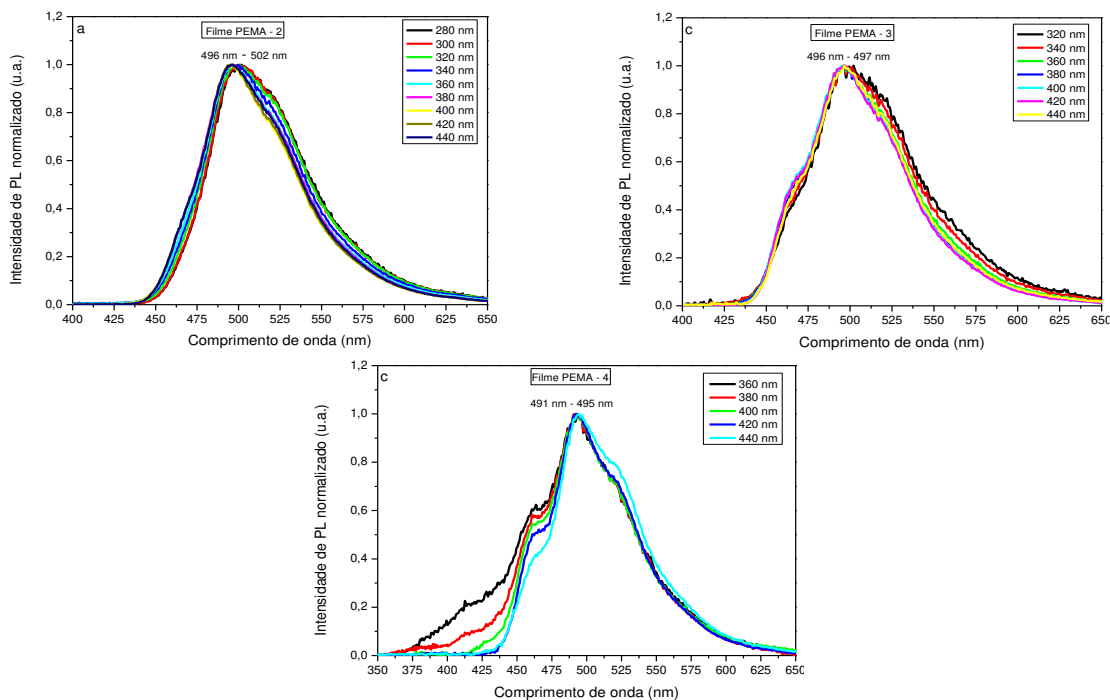 a
Filme PEMA - 2
496 nm - 502 nm
280 nm
300 nm
320 nm
340 nm
360 nm
380 nm
400 nm
420 nm
440 nm
Intensidade de PL normalizado (u.a.)
1,2
1,0
0,8
0,6
0,4
0,2
0,0
400 425 450 475 500 525 550 575 600 625 650
Comprimento de onda (nm)
c
Filme PEMA - 3
496 nm - 497 nm
320 nm
340 nm
360 nm
380 nm
400 nm
420 nm
440 nm
Intensidade de PL normalizado (u.a.)
1,2
1,0
0,8
0,6
0,4
0,2
0,0
400 425 450 475 500 525 550 575 600 625 650
Comprimento de onda (nm)
c
Filme PEMA - 4
491 nm - 495 nm
360 nm
380 nm
400 nm
420 nm
440 nm
Intensidade de PL normalizado (u.a.)
1,2
1,0
0,8
0,6
0,4
0,2
0,0
350 375 400 425 450 475 500 525 550 575 600 625 650
Comprimento de onda (nm)